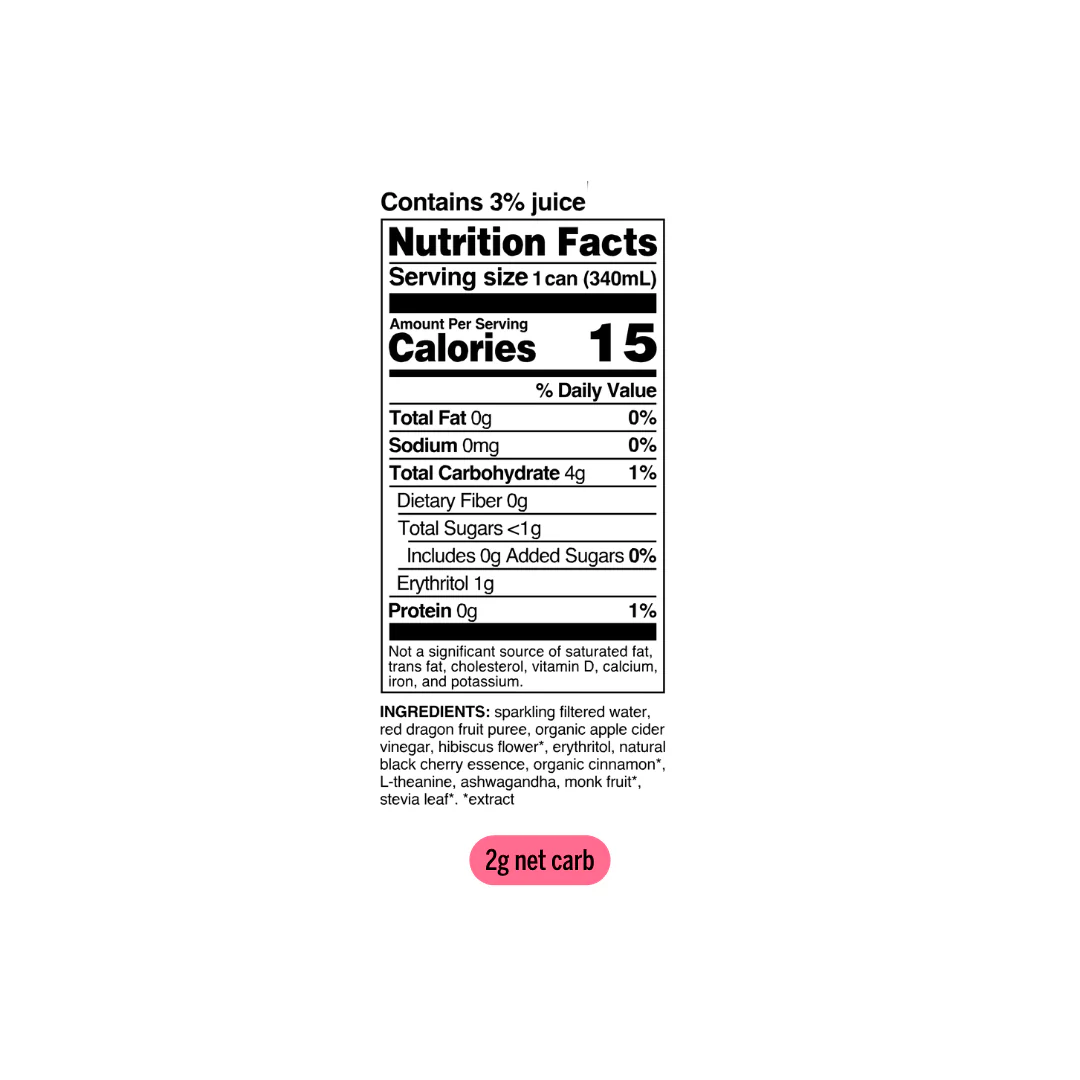 Contains 3% juice
Nutrition Facts
Serving size 1 can (340mL)
Amount Per Serving
Calories 15
% Daily Value
Total Fat 0g 0%
Sodium 0mg 0%
Total Carbohydrate 4g 1%
Dietary Fiber 0g
Total Sugars <1g
Includes 0g Added Sugars 0%
Erythritol 1g
Protein 0g 1%
Not a significant source of saturated fat,
trans fat, cholesterol, vitamin D, calcium,
iron, and potassium.
INGREDIENTS: sparkling filtered water,
red dragon fruit puree, organic apple cider
vinegar, hibiscus flower*, erythritol, natural
black cherry essence, organic cinnamon*,
L-theanine, ashwagandha, monk fruit*,
stevia leaf*. *extract
2g net carb